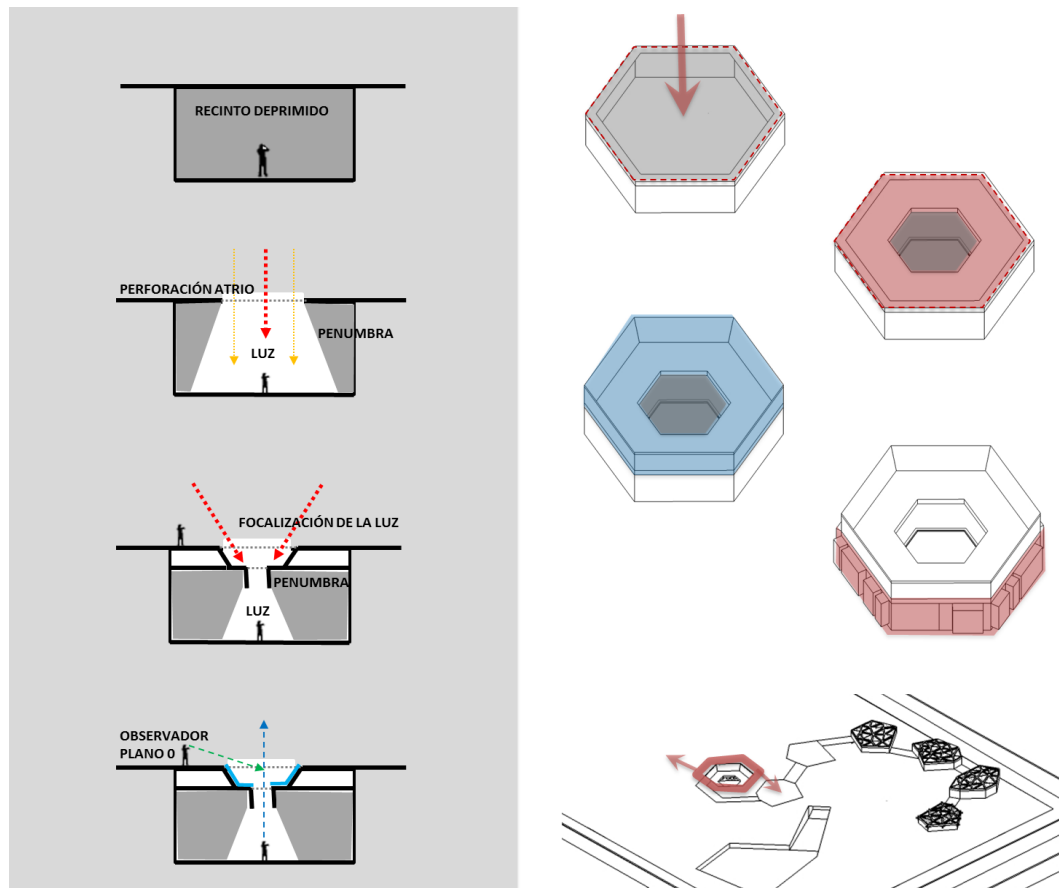 RECINTO DEPRIMIDO
PERFORACIÓN ATRIO
PENUMBRA
LUZ
FOCALIZACIÓN DE LA LUZ
PENUMBRA
LUZ
OBSERVADOR
PLANO 0